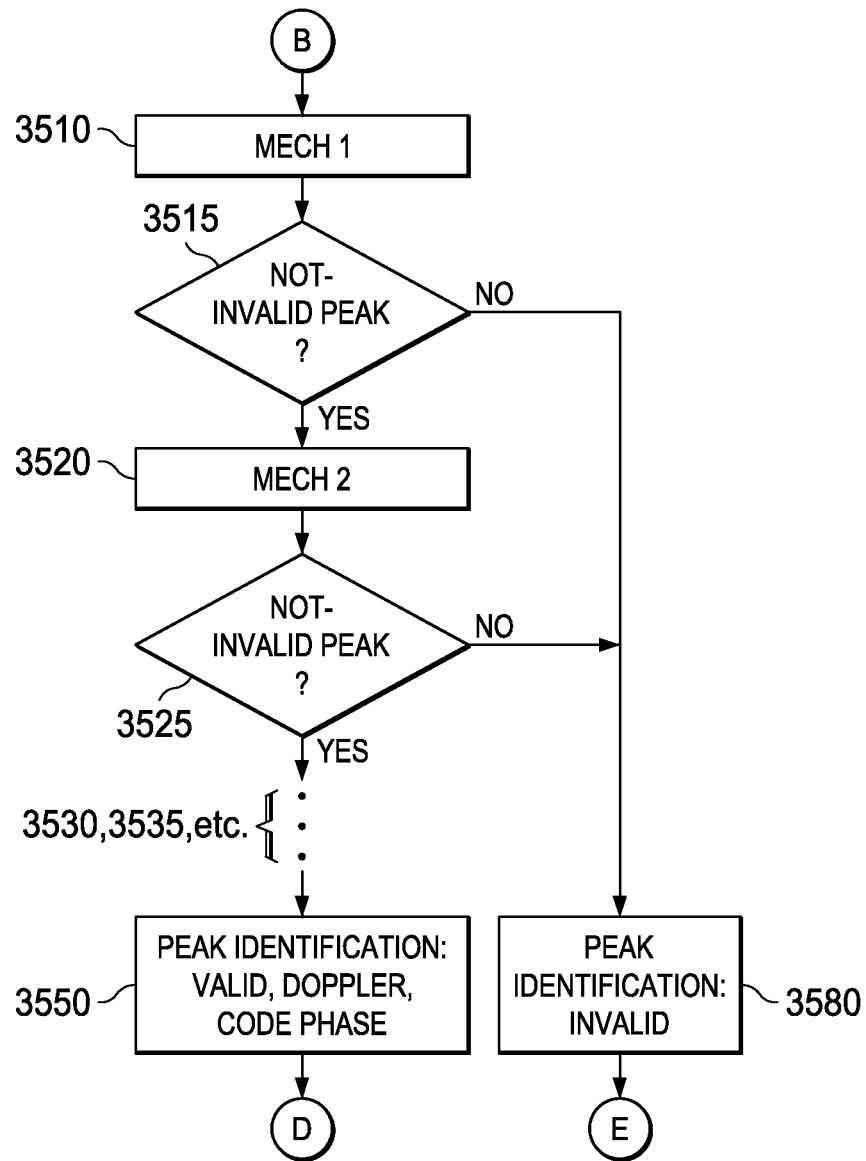 B
3510
MECH 1
3515
NOT-
INVALID PEAK
?
NO
YES
3520
MECH 2
NOT-
INVALID PEAK
?
NO
3525
YES
3530,3535,etc.
PEAK IDENTIFICATION:
VALID, DOPPLER,
CODE PHASE
3550
PEAK
IDENTIFICATION:
INVALID
3580
D
E